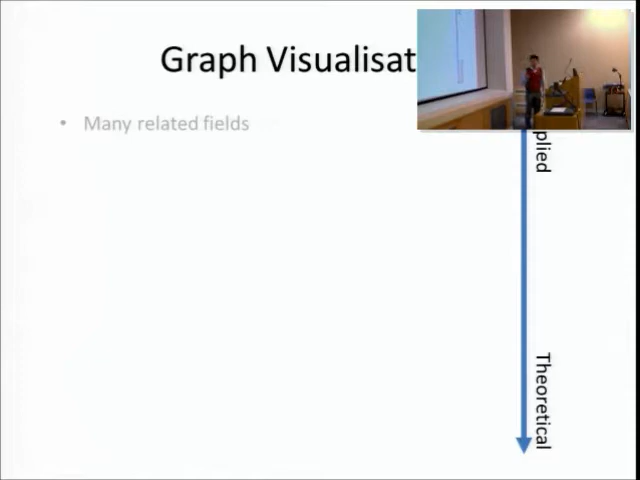 Graph Visualisat
• Many related fields
plied
Theoretical